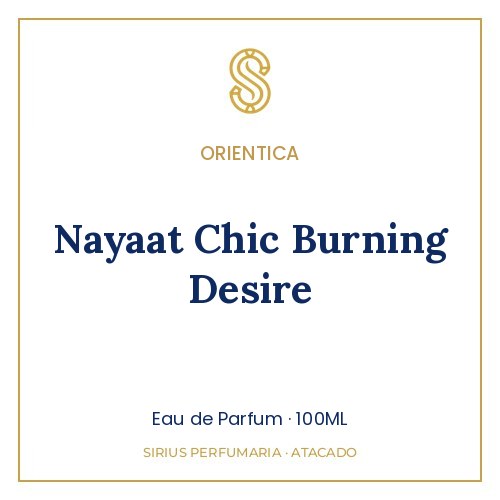 ORIENTICA
Nayaat Chic Burning
Desire
Eau de Parfum · 100ML
SIRIUS PERFUMARIA · ATACADO